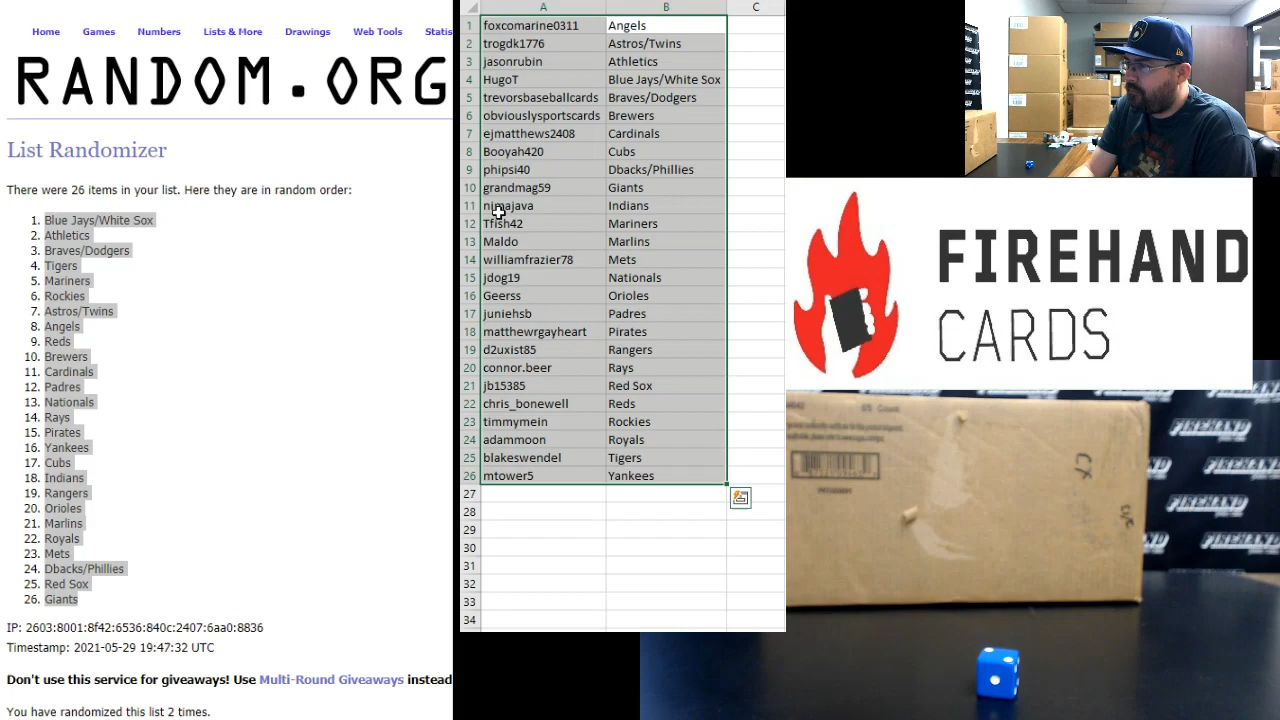 Home Games Numbers Lists & More Drawings Web Tools Statis
RANDOM.ORG
List Randomizer
There were 26 items in your list. Here they are in random order:
1. Blue Jays/White Sox
2. Athletics
3. Braves/Dodgers
4. Tigers
5. Mariners
6. Rockies
7. Astros/Twins
8. Angels
9. Reds
10. Brewers
11. Cardinals
12. Padres
13. Nationals
14. Rays
15. Pirates
16. Yankees
17. Cubs
18. Indians
19. Rangers
20. Orioles
21. Marlins
22. Royals
23. Mets
24. Dbacks/Phillies
25. Red Sox
26. Giants
IP: 2603:8001:8f42:6536:840c:2407:6aa0:8836
Timestamp: 2021-05-29 19:47:32 UTC
Don't use this service for giveaways! Use Multi-Round Giveaways instead
You have randomized this list 2 times.
A B C
1 foxcomarine0311 Angels
2 trogdk1776 Astros/Twins
3 jasonrubin Athletics
4 HugoT Blue Jays/White Sox
5 trevorsbaseballcards Braves/Dodgers
6 obviouslysportscards Brewers
7 ejmatthews2408 Cardinals
8 Booyah420 Cubs
9 phipsi40 Dbacks/Phillies
10 grandmag59 Giants
11 nimajava Indians
12 Tfish42 Mariners
13 Maldo Marlins
14 williamfrazier78 Mets
15 jdog19 Nationals
16 Geerss Orioles
17 juniehsb Padres
18 matthewrgayheart Pirates
19 d2uxist85 Rangers
20 connor.beer Rays
21 jb15385 Red Sox
22 chris_bonewell Reds
23 timmymein Rockies
24 adammoon Royals
25 blakeswendel Tigers
26 mtower5 Yankees
27
28
29
30
31
32
33
34
FIREHAND
CARDS
Count
FIREHAND